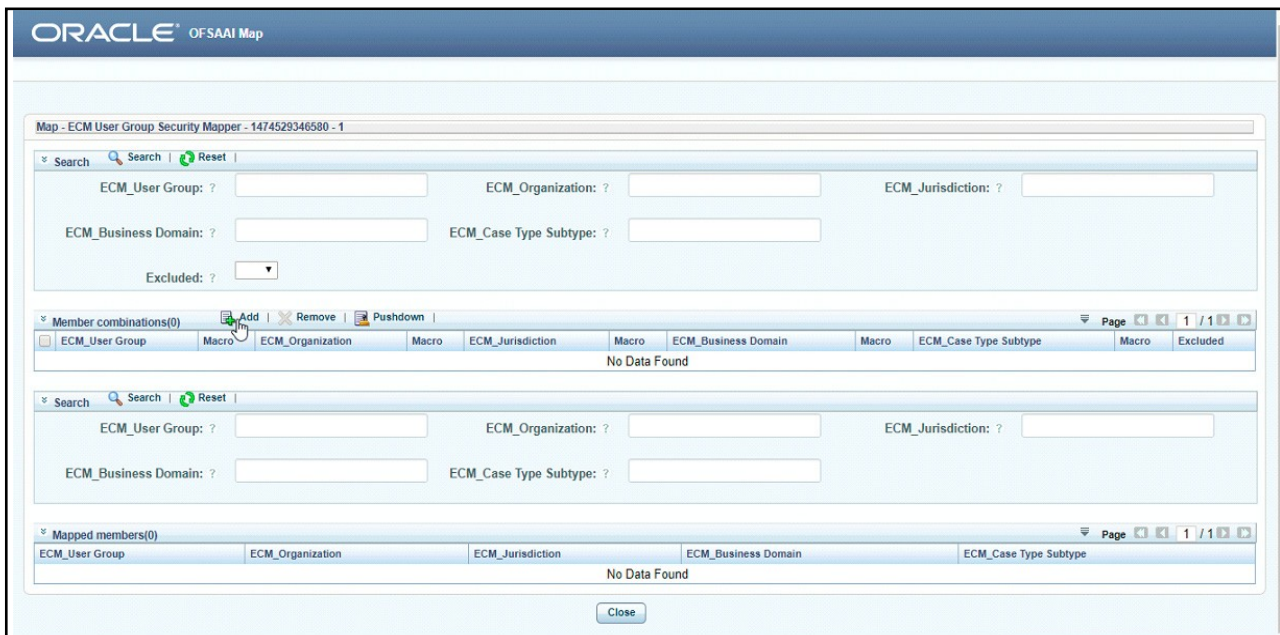 ORACLE® OFSAAI Map
Map - ECM User Group Security Mapper - 1474529346580 - 1
Search Search | Reset |
ECM_User Group: ? ECM_Organization: ? ECM_Jurisdiction: ?
ECM_Business Domain: ? ECM_Case Type Subtype: ?
Excluded: ?
Member combinations(0) Add | Remove | Pushdown | Page 1 / 1
ECM_User Group Macro ECM_Organization Macro ECM_Jurisdiction Macro ECM_Business Domain Macro ECM_Case Type Subtype Macro Excluded
No Data Found
Search Search | Reset |
ECM_User Group: ? ECM_Organization: ? ECM_Jurisdiction: ?
ECM_Business Domain: ? ECM_Case Type Subtype: ?
Mapped members(0) Page 1 / 1
ECM_User Group ECM_Organization ECM_Jurisdiction ECM_Business Domain ECM_Case Type Subtype
No Data Found
Close